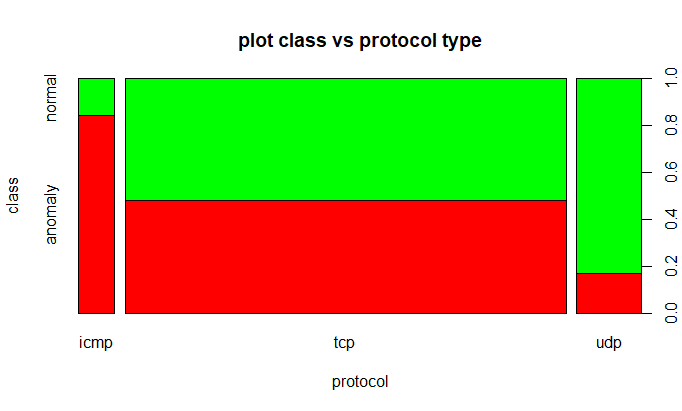 plot class vs protocol type
class
normal
anomaly
1.0
0.8
0.6
0.4
0.2
0.0
icmp
tcp
udp
protocol